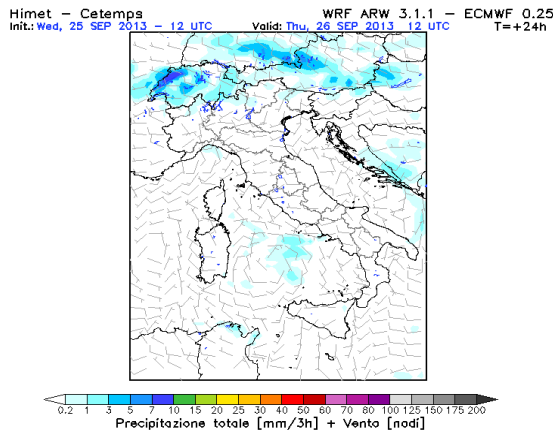 Himet – Cetemps WRF ARW 3.1.1 – ECMWF 0.25
Init.: Wed, 25 SEP 2013 – 12 UTC Valid: Thu, 26 SEP 2013 12 UTC T=+24h
0.2 1 3 5 7 10 15 20 25 30 40 50 60 70 80 90 100 125 150 175 200
Precipitazione totale [mm/3h] + Vento [nodi]